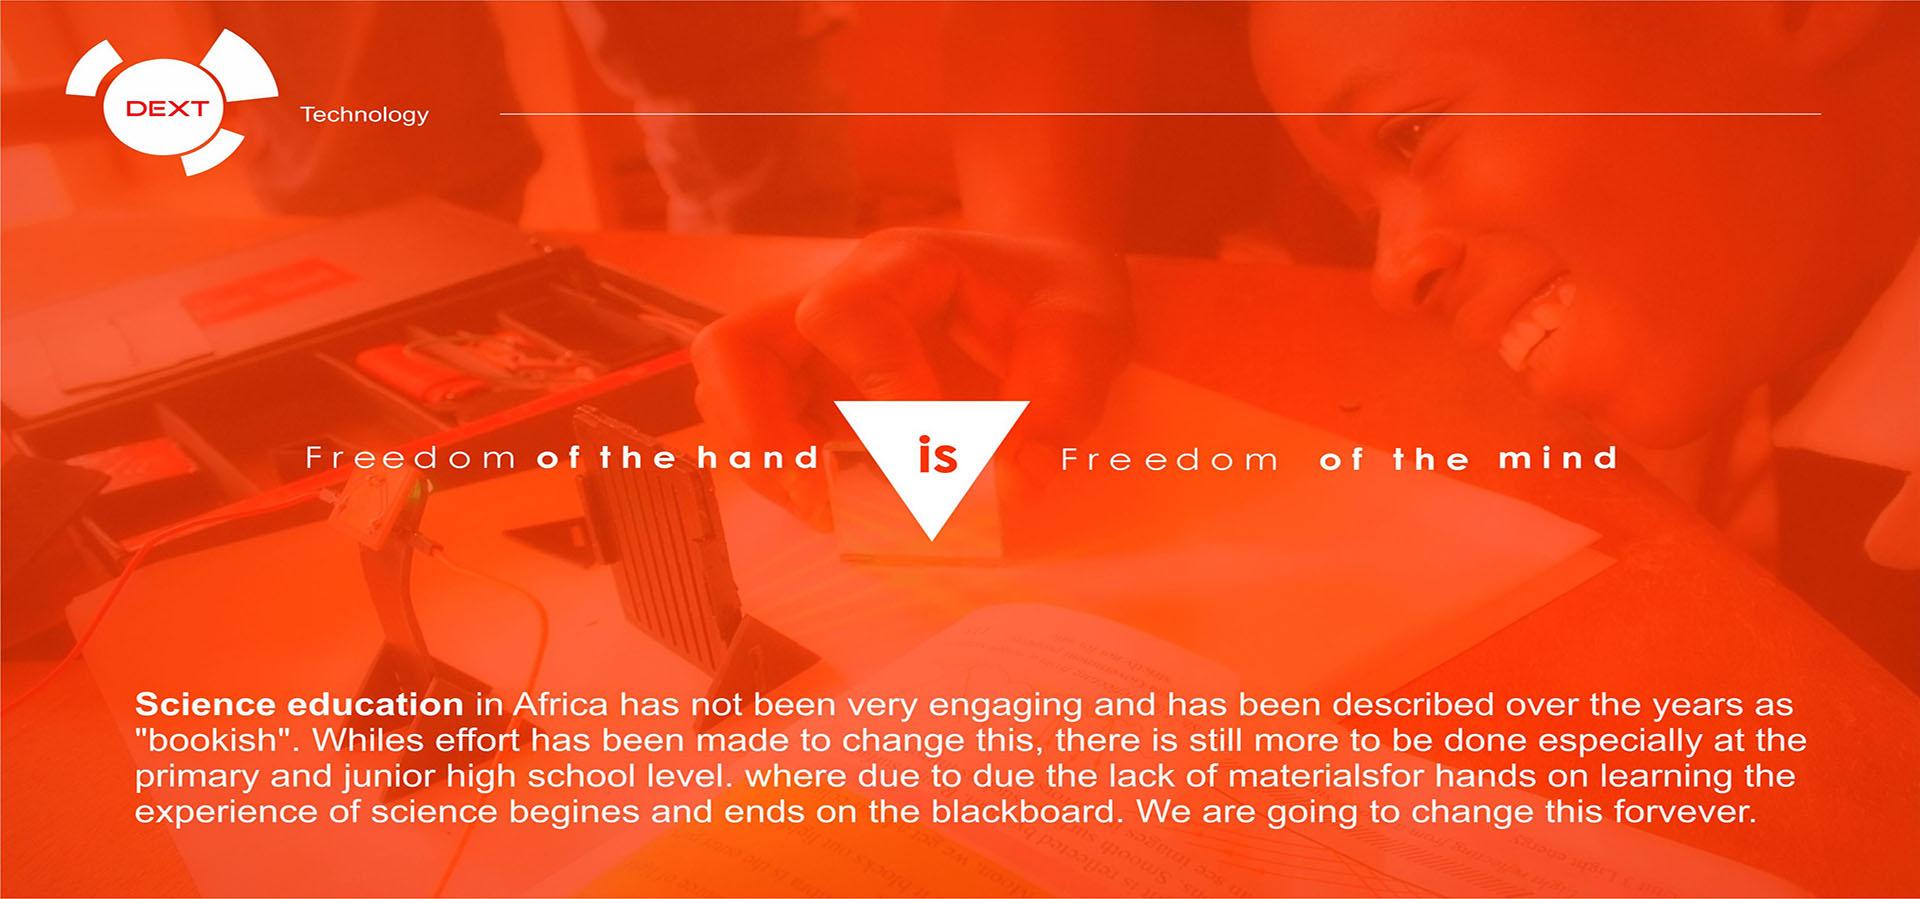 DEXT
Technology
Freedom of the hand is Freedom of the mind
Science education in Africa has not been very engaging and has been described over the years as
"bookish". Whiles effort has been made to change this, there is still more to be done especially at the
primary and junior high school level. where due to due the lack of materialsfor hands on learning the
experience of science begines and ends on the blackboard. We are going to change this forvever.